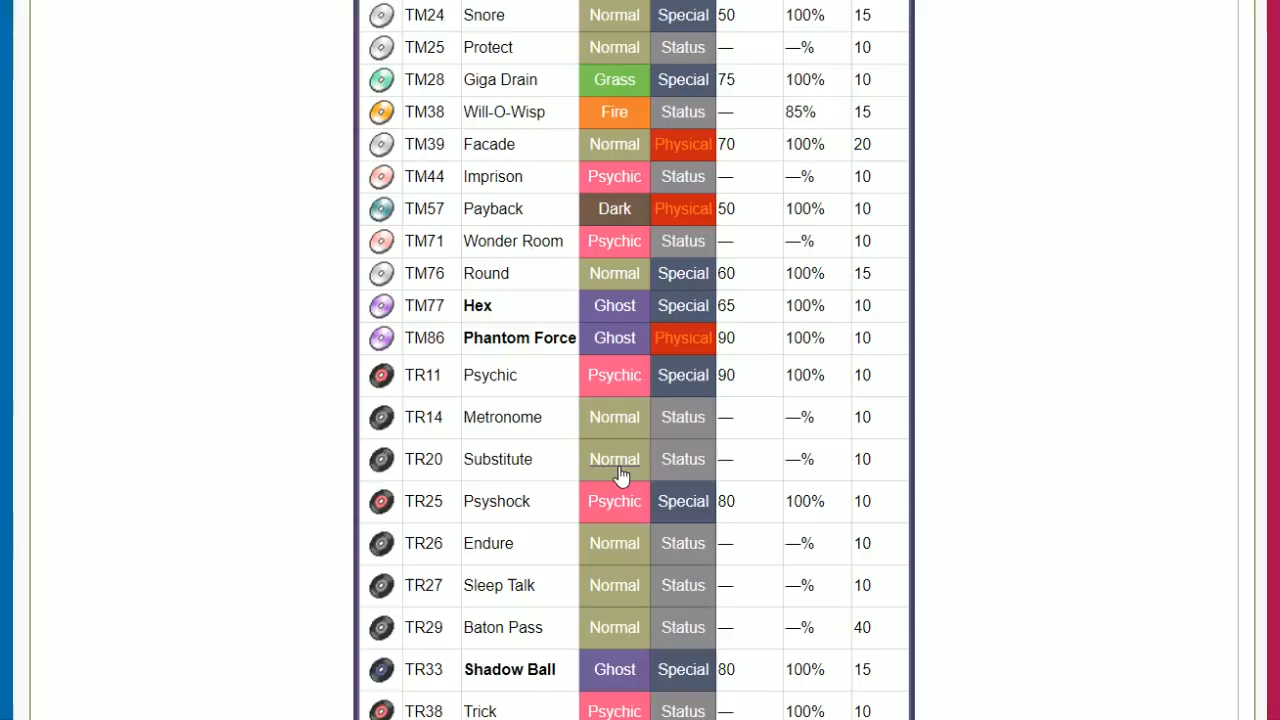 TM24 Snore Normal Special 50 100% 15
TM25 Protect Normal Status — —% 10
TM28 Giga Drain Grass Special 75 100% 10
TM38 Will-O-Wisp Fire Status — 85% 15
TM39 Facade Normal Physical 70 100% 20
TM44 Imprison Psychic Status — —% 10
TM57 Payback Dark Physical 50 100% 10
TM71 Wonder Room Psychic Status — —% 10
TM76 Round Normal Special 60 100% 15
TM77 Hex Ghost Special 65 100% 10
TM86 Phantom Force Ghost Physical 90 100% 10
TR11 Psychic Psychic Special 90 100% 10
TR14 Metronome Normal Status — —% 10
TR20 Substitute Normal Status — —% 10
TR25 Psyshock Psychic Special 80 100% 10
TR26 Endure Normal Status — —% 10
TR27 Sleep Talk Normal Status — —% 10
TR29 Baton Pass Normal Status — —% 40
TR33 Shadow Ball Ghost Special 80 100% 15
TR38 Trick Psychic Status — 100% 10